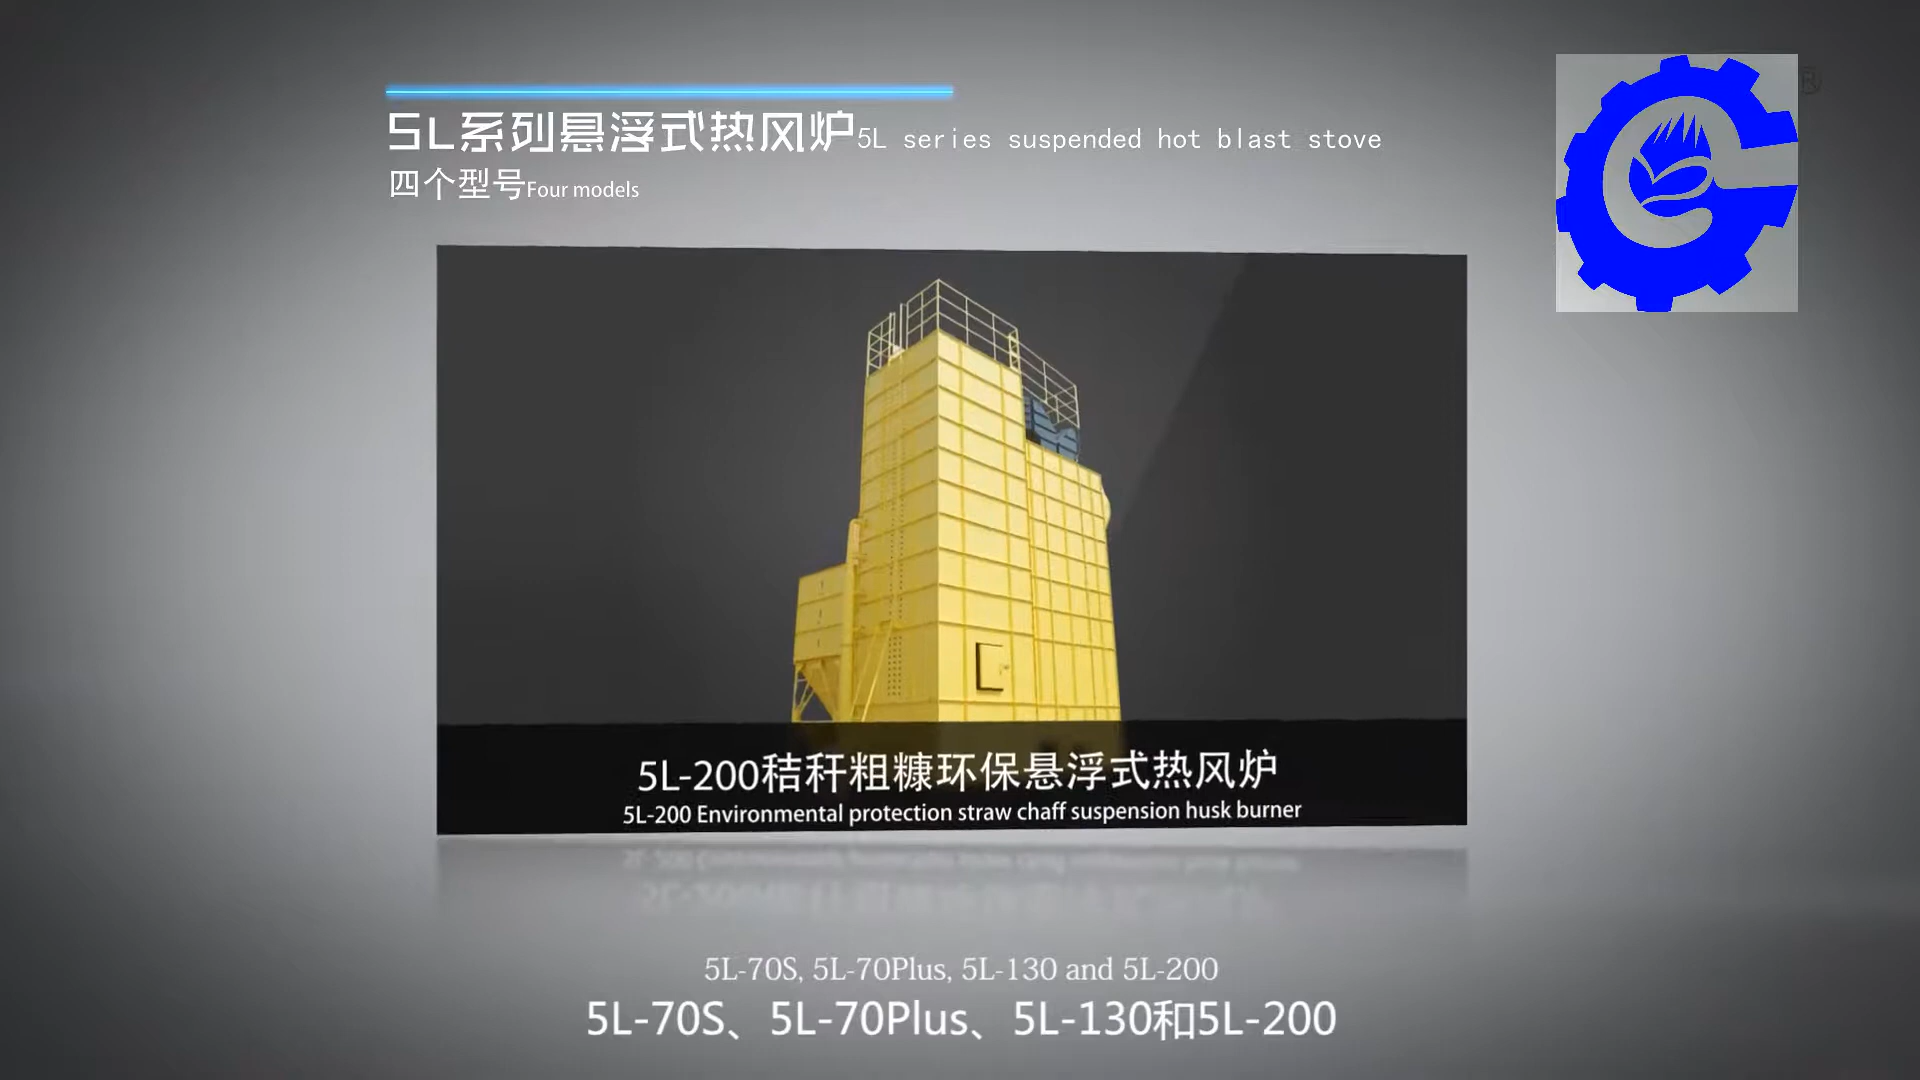 5L系列悬浮式热风炉5L series suspended hot blast stove
四个型号Four models
®
5L-200秸秆粗糠环保悬浮式热风炉
5L-200 Environmental protection straw chaff suspension husk burner
5L-70S, 5L-70Plus, 5L-130 and 5L-200
5L-70S、5L-70Plus、5L-130和5L-200